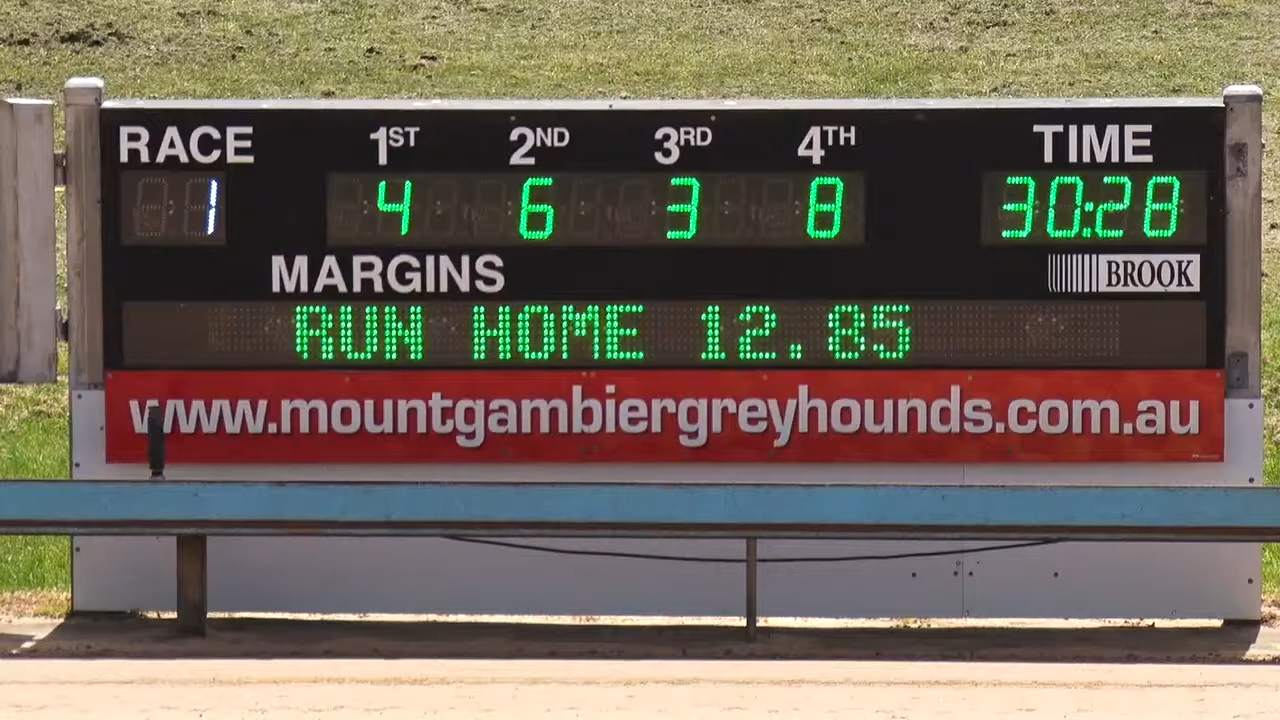 RACE 1ST 2ND 3RD 4TH TIME
1 4 6 3 8 30:28
MARGINS BROOK
RUN HOME 12.85
www.mountgambiergreyhounds.com.au